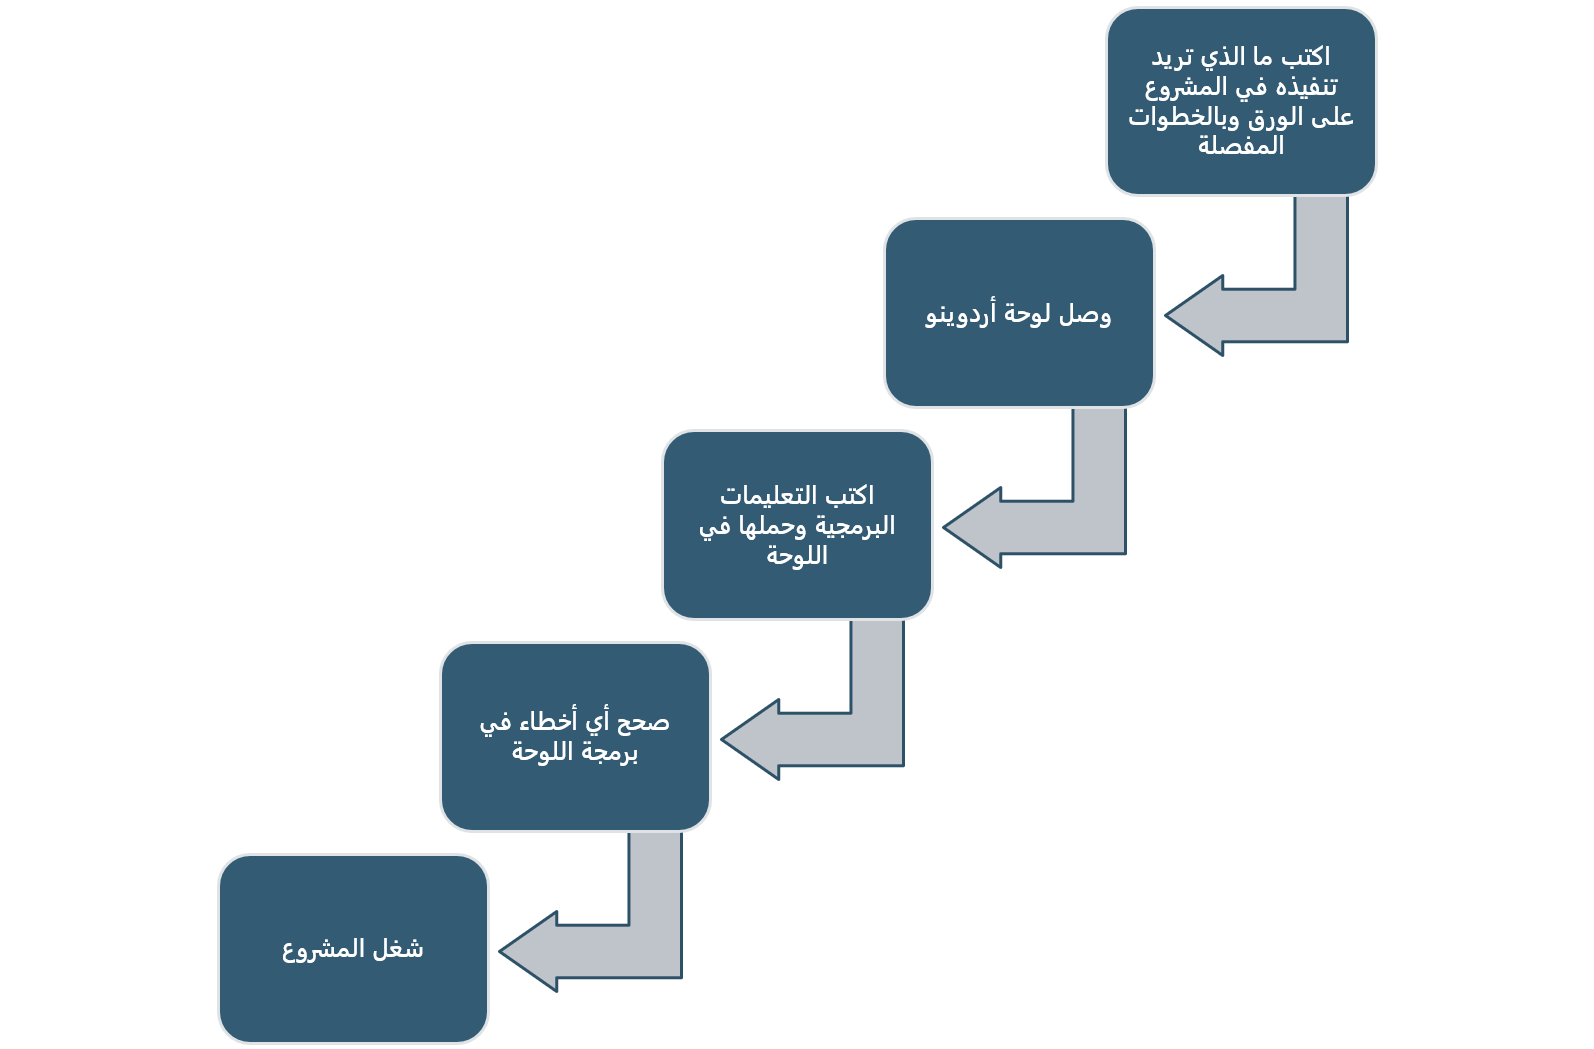 اكتب ما الذي تريد
تنفيذه في المشروع
على الورق وبالخطوات
المفصلة
وصل لوحة أردوينو
اكتب التعليمات
البرمجية وحملها في
اللوحة
صحح أي أخطاء في
برمجة اللوحة
شغل المشروع